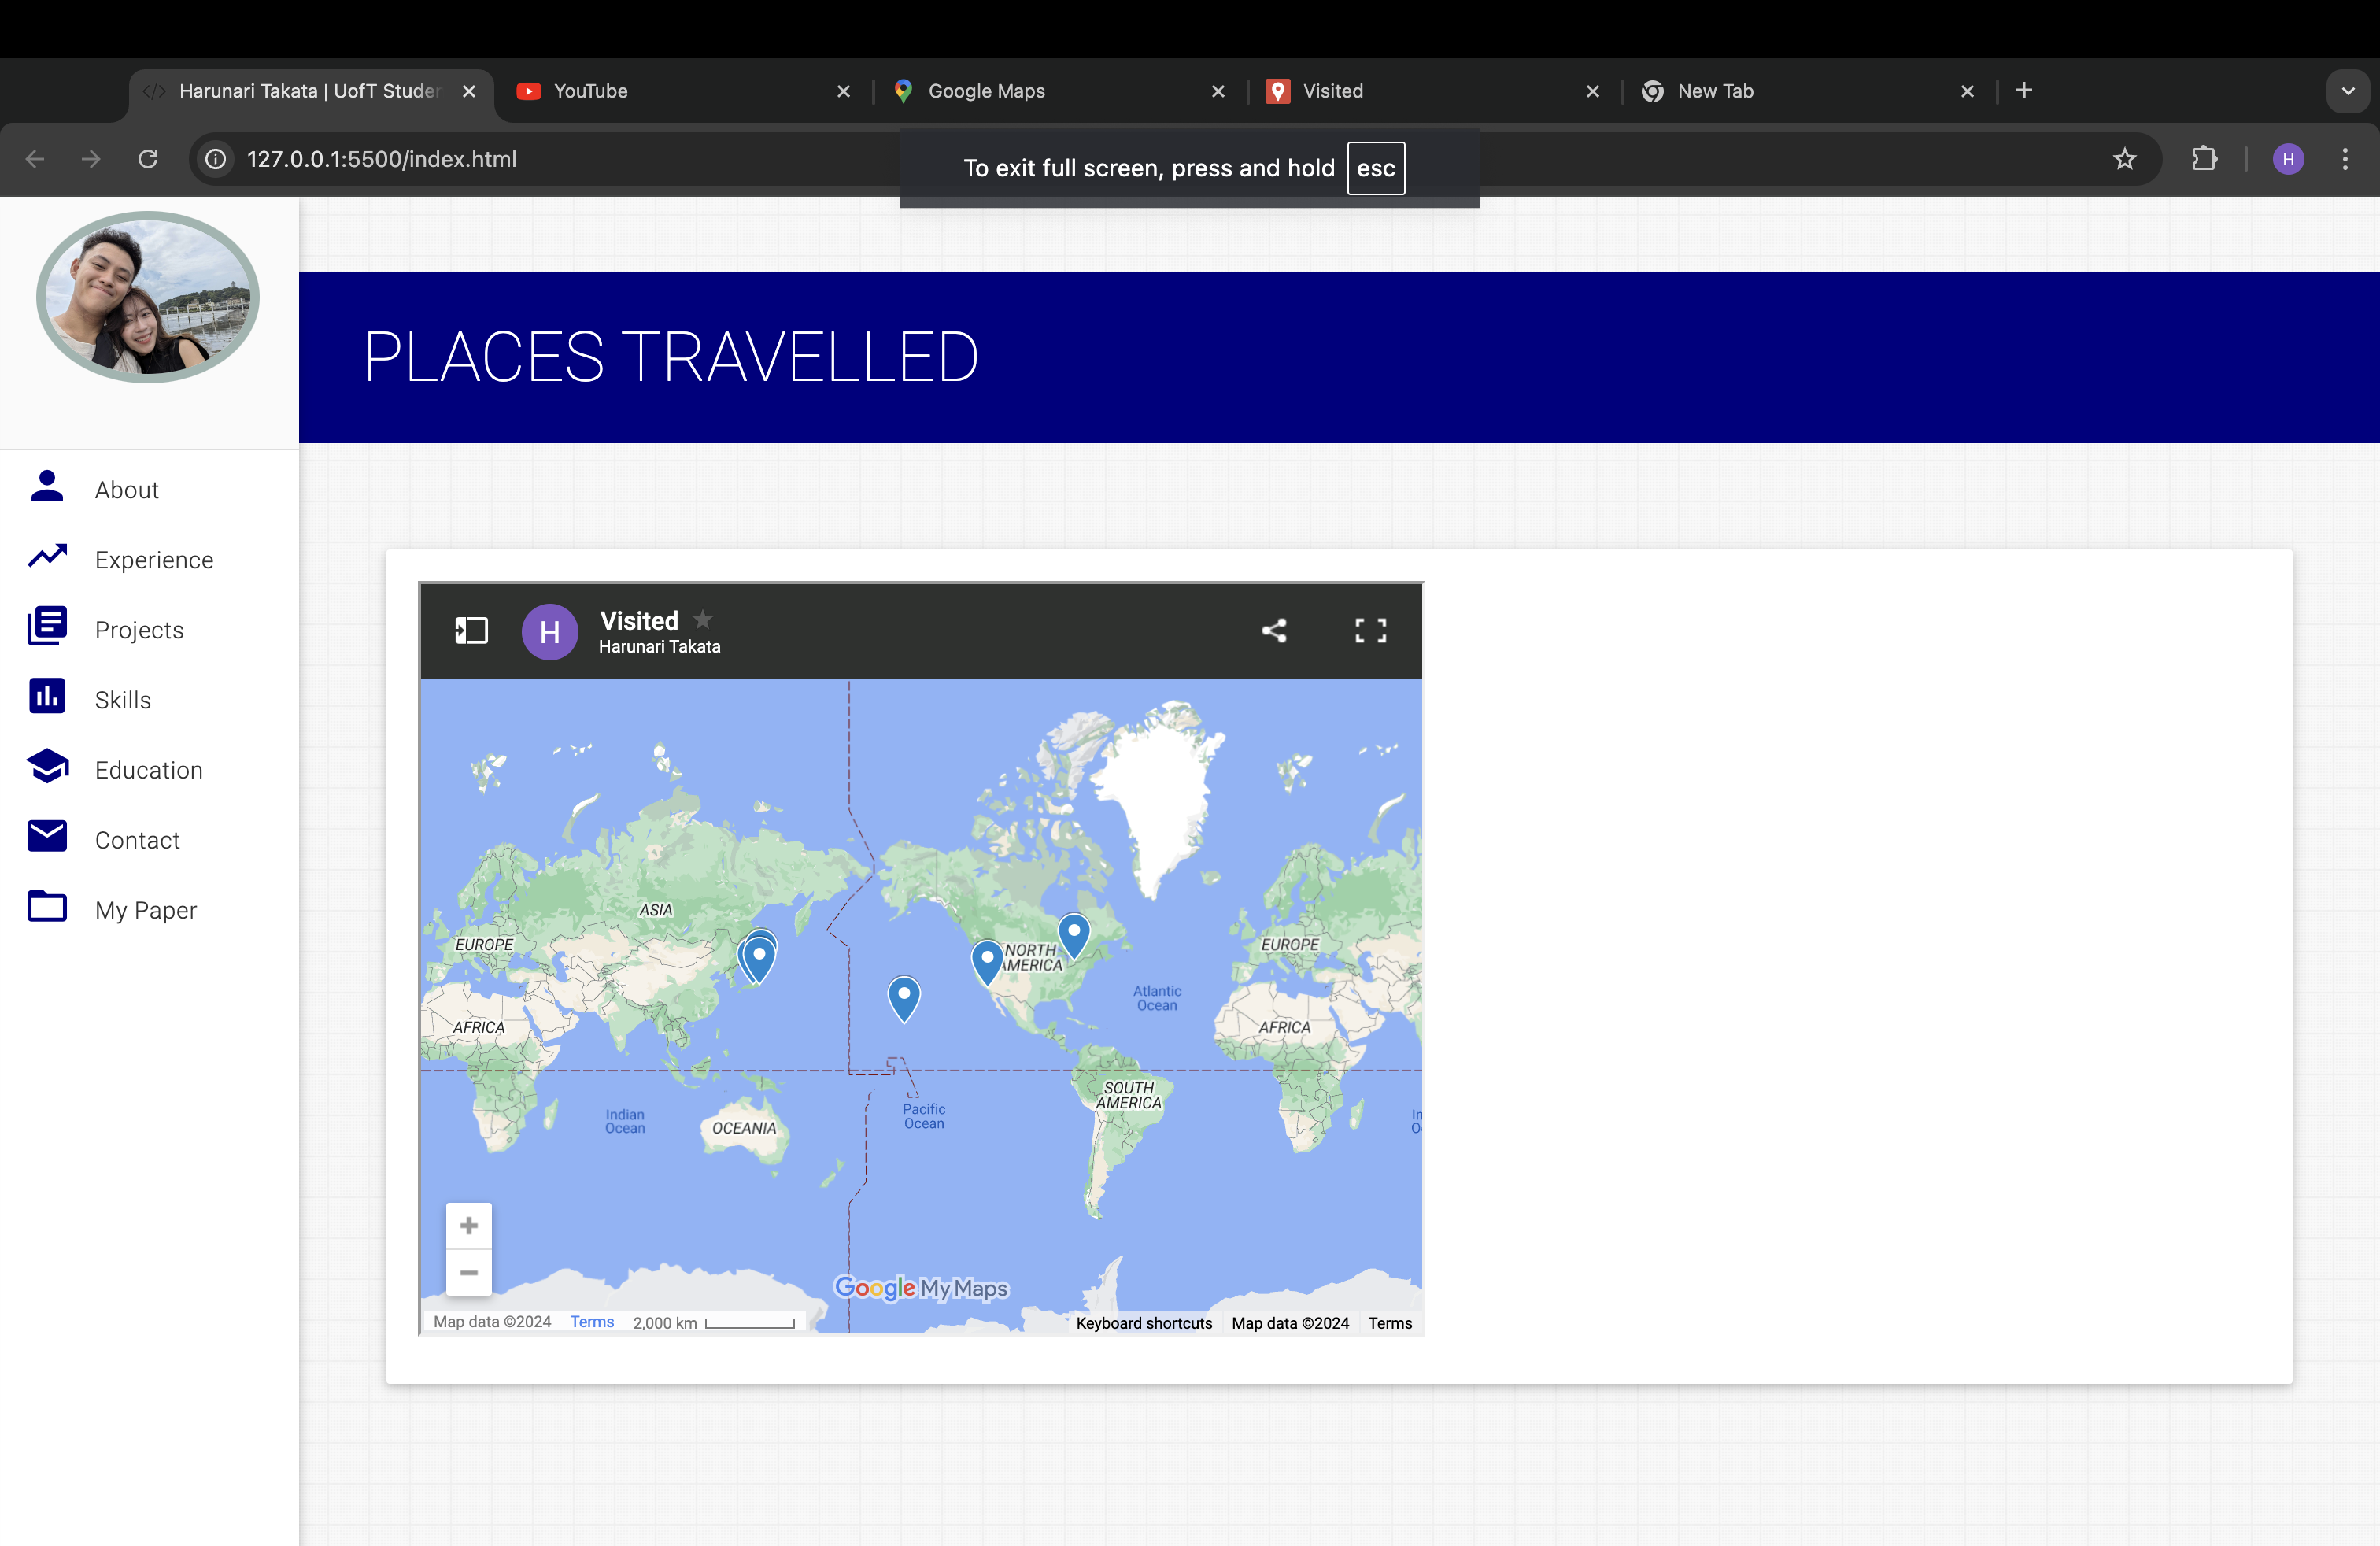 Harunari Takata | UofT Studen
YouTube
Google Maps
Visited
New Tab
127.0.0.1:5500/index.html
To exit full screen, press and hold esc
H
PLACES TRAVELLED
About
Experience
Projects
Skills
Education
Contact
My Paper
H
Visited
Harunari Takata
ASIA
EUROPE
NORTH
AMERICA
EUROPE
Atlantic
Ocean
AFRICA
AFRICA
SOUTH
AMERICA
Indian
Ocean
OCEANIA
Pacific
Ocean
In
O
Google My Maps
Map data ©2024 Terms 2,000 km
Keyboard shortcuts Map data ©2024 Terms